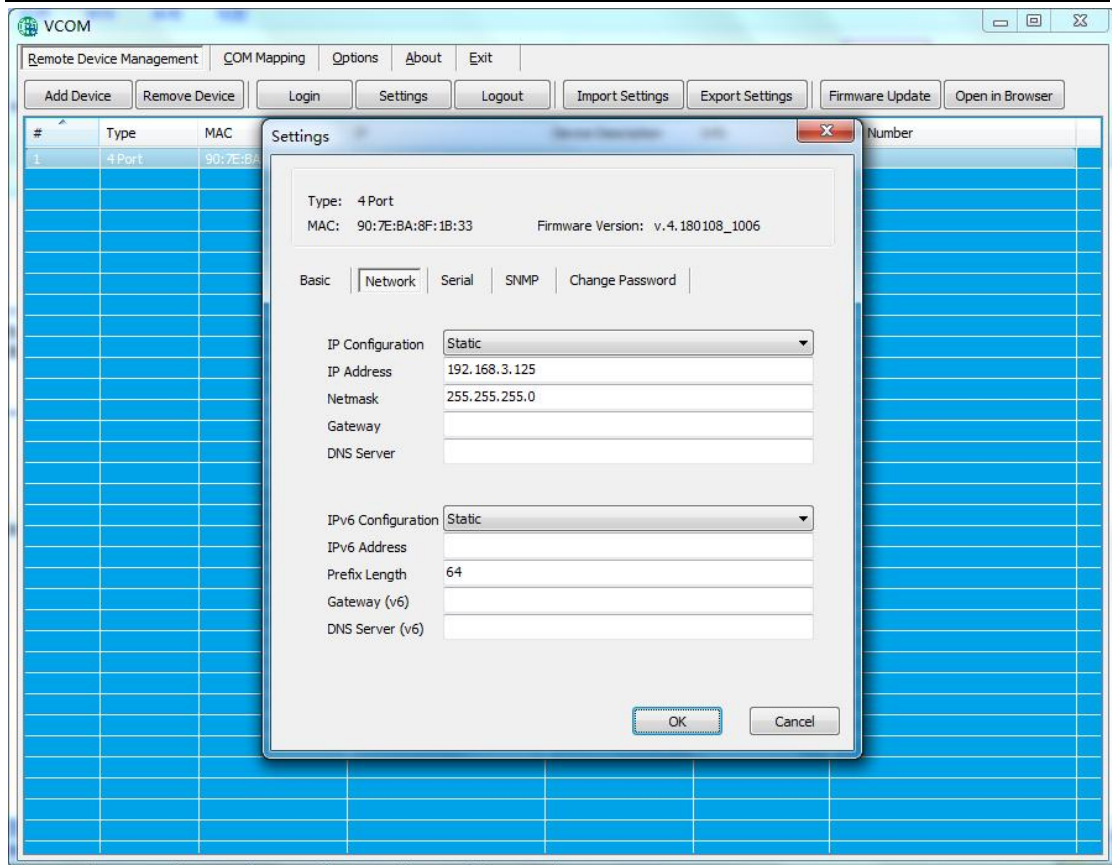 VCOM
Remote Device Management COM Mapping Options About Exit
Add Device Remove Device Login Settings Logout Import Settings Export Settings Firmware Update Open in Browser
# Type MAC Number
1 4 Port 90:7E:BA
Settings
Type: 4 Port
MAC: 90:7E:BA:8F:1B:33 Firmware Version: v.4.180108_1006
Basic Network Serial SNMP Change Password
IP Configuration Static
IP Address 192.168.3.125
Netmask 255.255.255.0
Gateway
DNS Server
IPv6 Configuration Static
IPv6 Address
Prefix Length 64
Gateway (v6)
DNS Server (v6)
OK Cancel